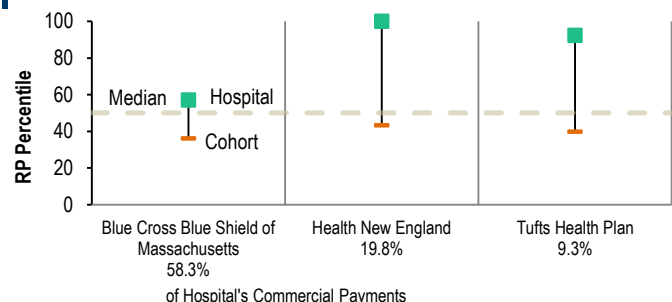 100
80
60
40
20
0
RP Percentile
Median
Hospital
Cohort
Blue Cross Blue Shield of
Massachusetts
58.3%
Health New England
19.8%
Tufts Health Plan
9.3%
of Hospital's Commercial Payments